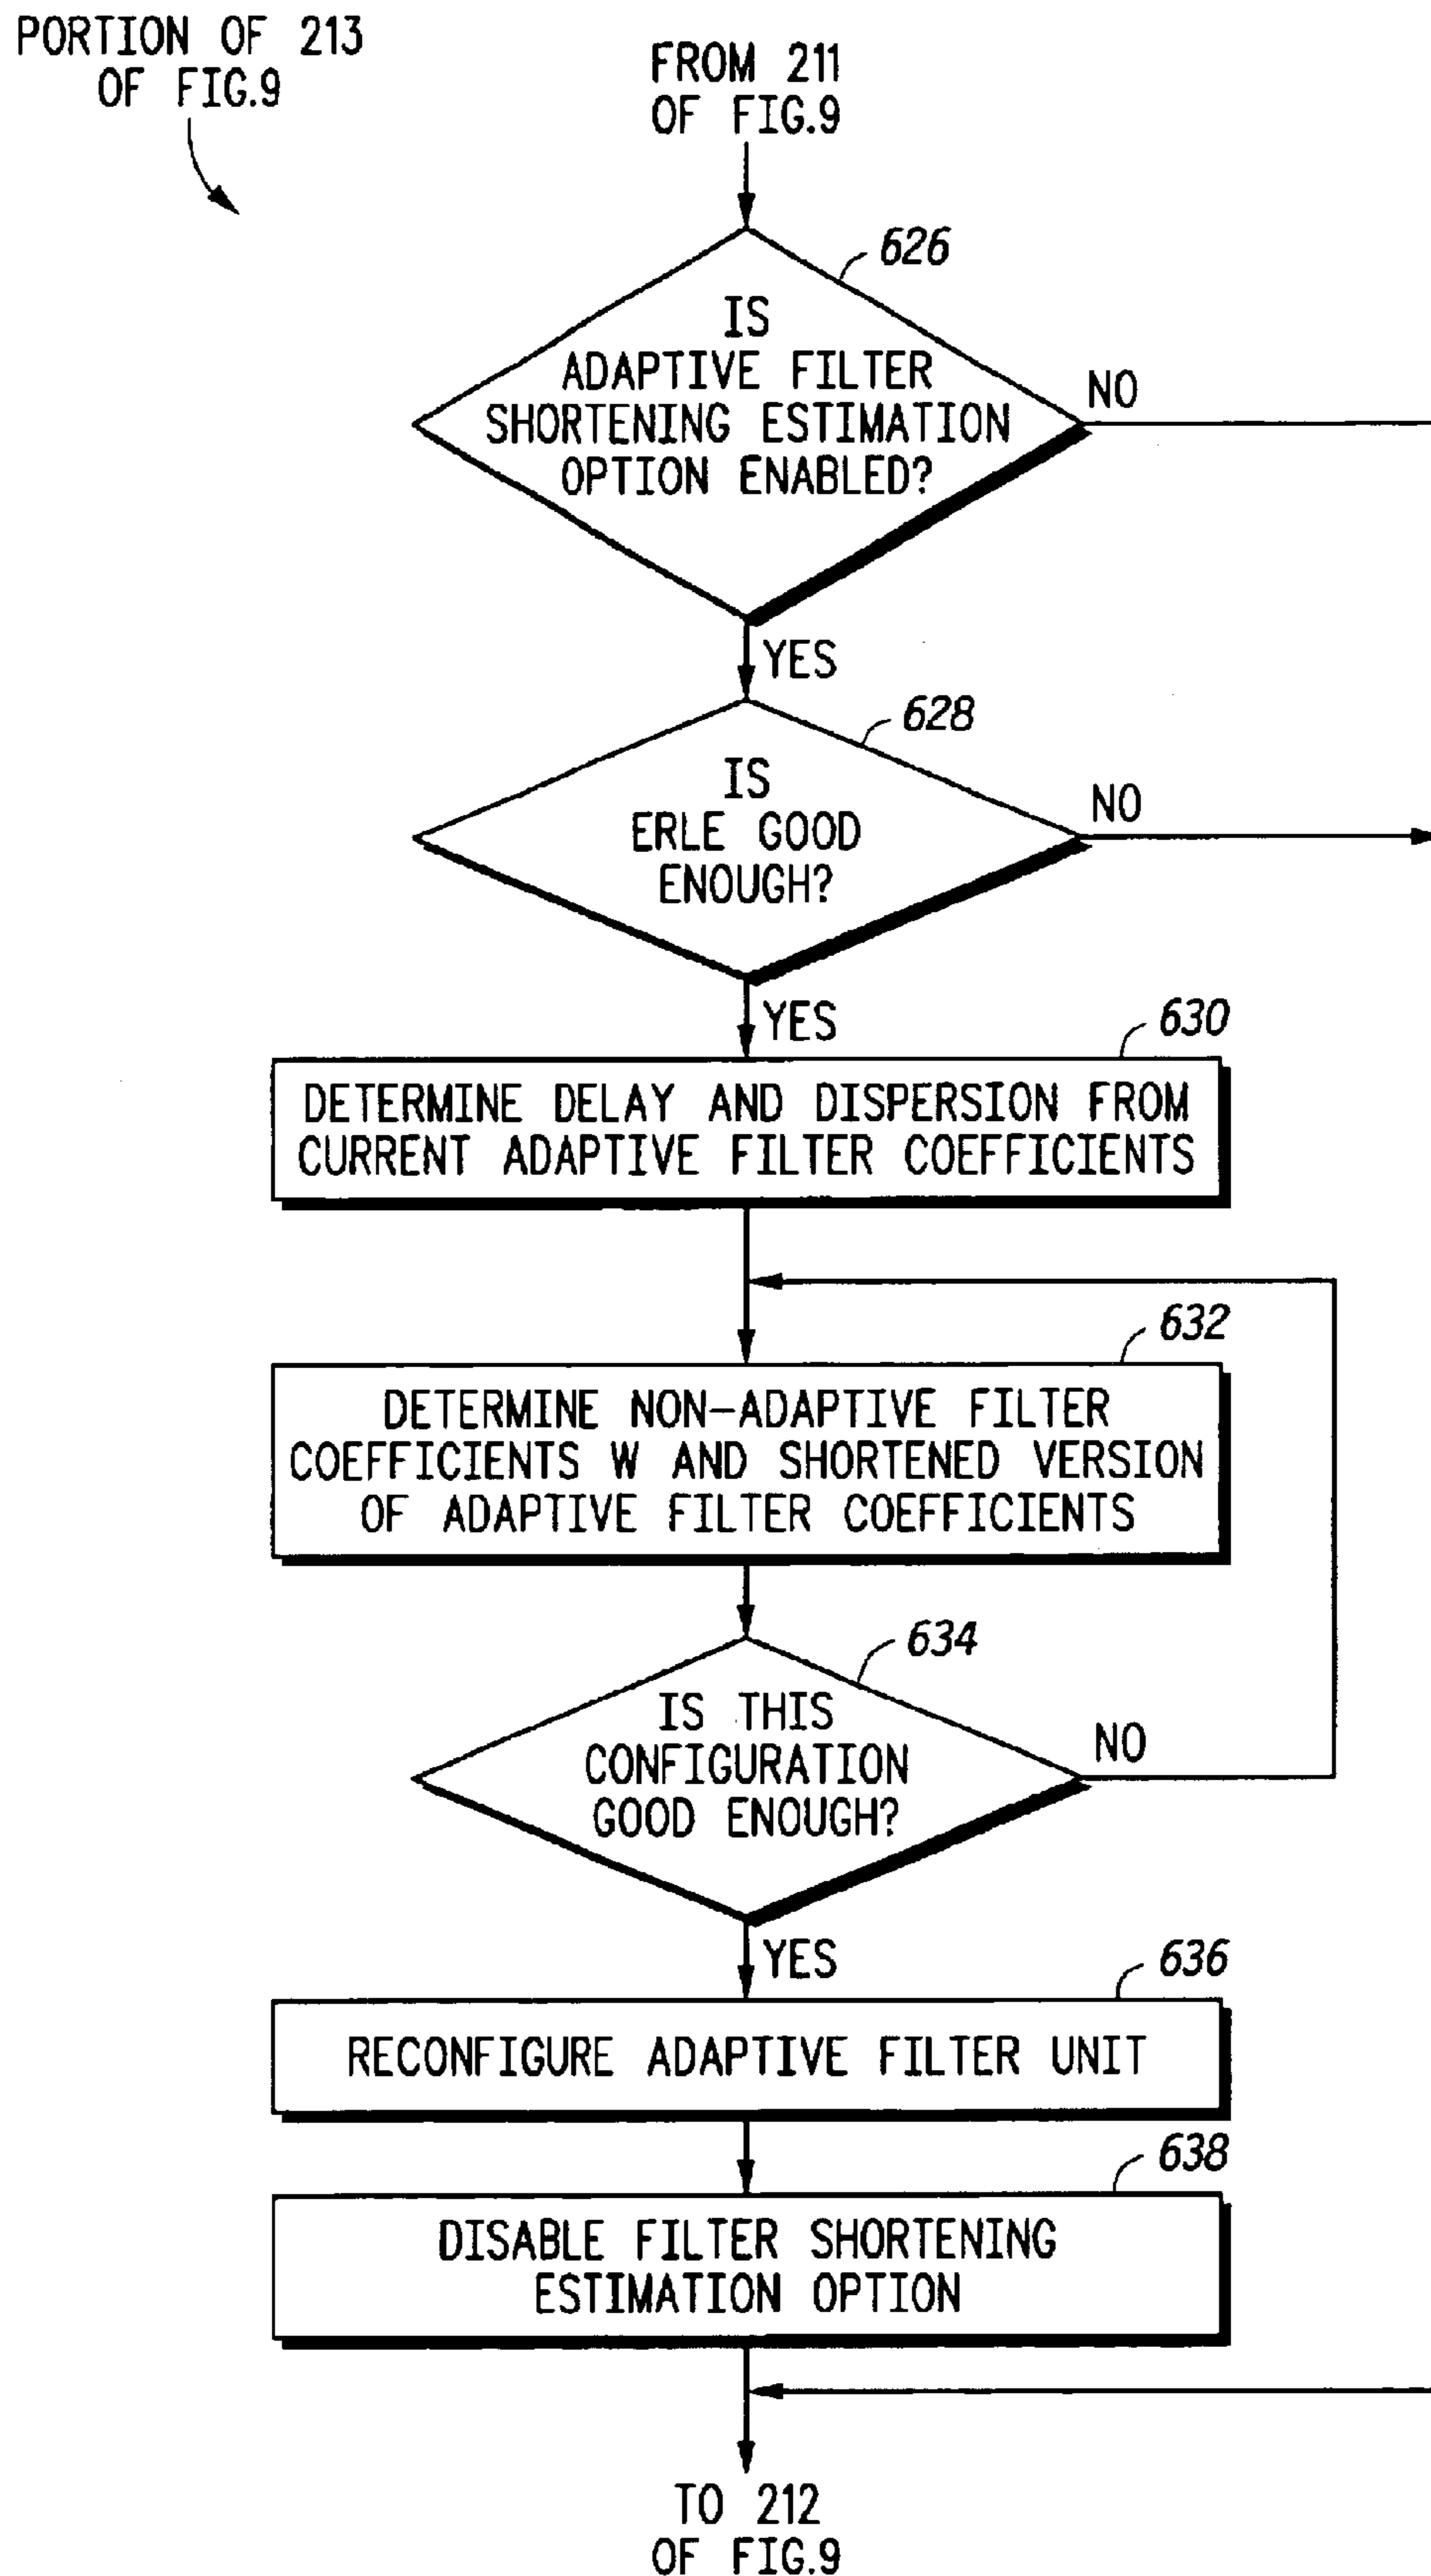 PORTION OF 213
OF FIG.9
FROM 211
OF FIG.9
626
IS
ADAPTIVE FILTER
SHORTENING ESTIMATION
OPTION ENABLED?
NO
YES
628
IS
ERLE GOOD
ENOUGH?
NO
YES
630
DETERMINE DELAY AND DISPERSION FROM
CURRENT ADAPTIVE FILTER COEFFICIENTS
632
DETERMINE NON-ADAPTIVE FILTER
COEFFICIENTS W AND SHORTENED VERSION
OF ADAPTIVE FILTER COEFFICIENTS
634
IS THIS
CONFIGURATION
GOOD ENOUGH?
NO
YES
636
RECONFIGURE ADAPTIVE FILTER UNIT
638
DISABLE FILTER SHORTENING
ESTIMATION OPTION
TO 212
OF FIG.9